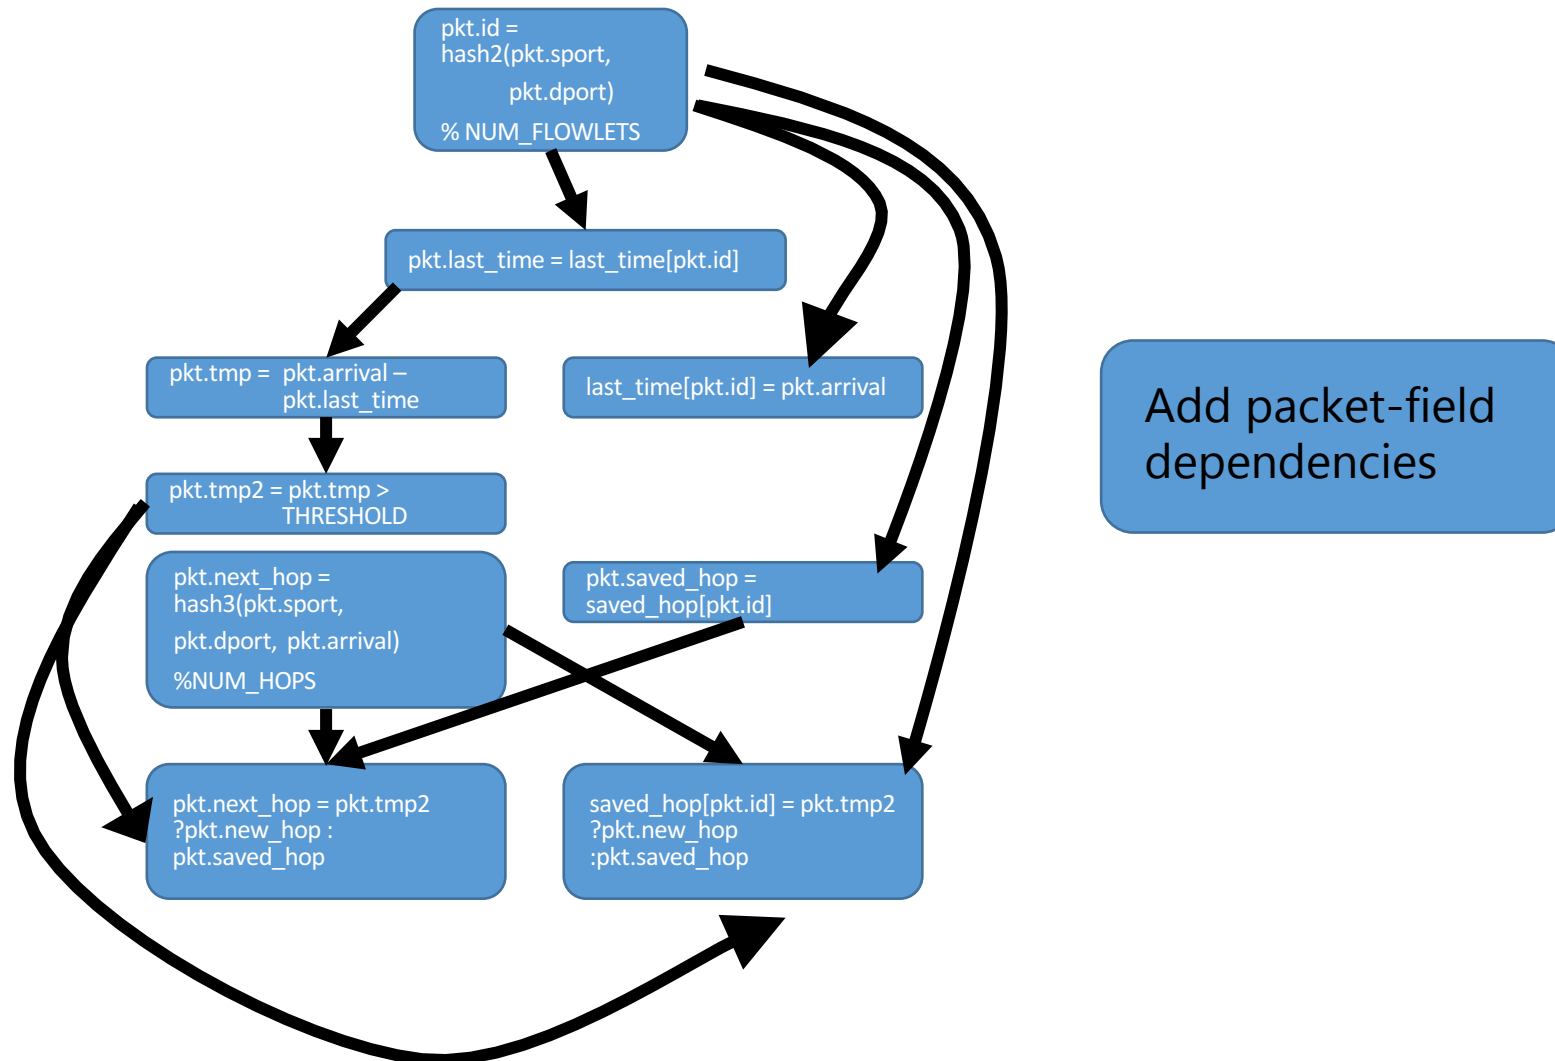 pkt.id =
hash2(pkt.sport,
pkt.dport)
% NUM_FLOWLETS
pkt.last_time = last_time[pkt.id]
pkt.tmp = pkt.arrival –
pkt.last_time
last_time[pkt.id] = pkt.arrival
Add packet-field
dependencies
pkt.tmp2 = pkt.tmp >
THRESHOLD
pkt.next_hop =
hash3(pkt.sport,
pkt.dport, pkt.arrival)
%NUM_HOPS
pkt.saved_hop =
saved_hop[pkt.id]
pkt.next_hop = pkt.tmp2
?pkt.new_hop :
pkt.saved_hop
saved_hop[pkt.id] = pkt.tmp2
?pkt.new_hop
:pkt.saved_hop